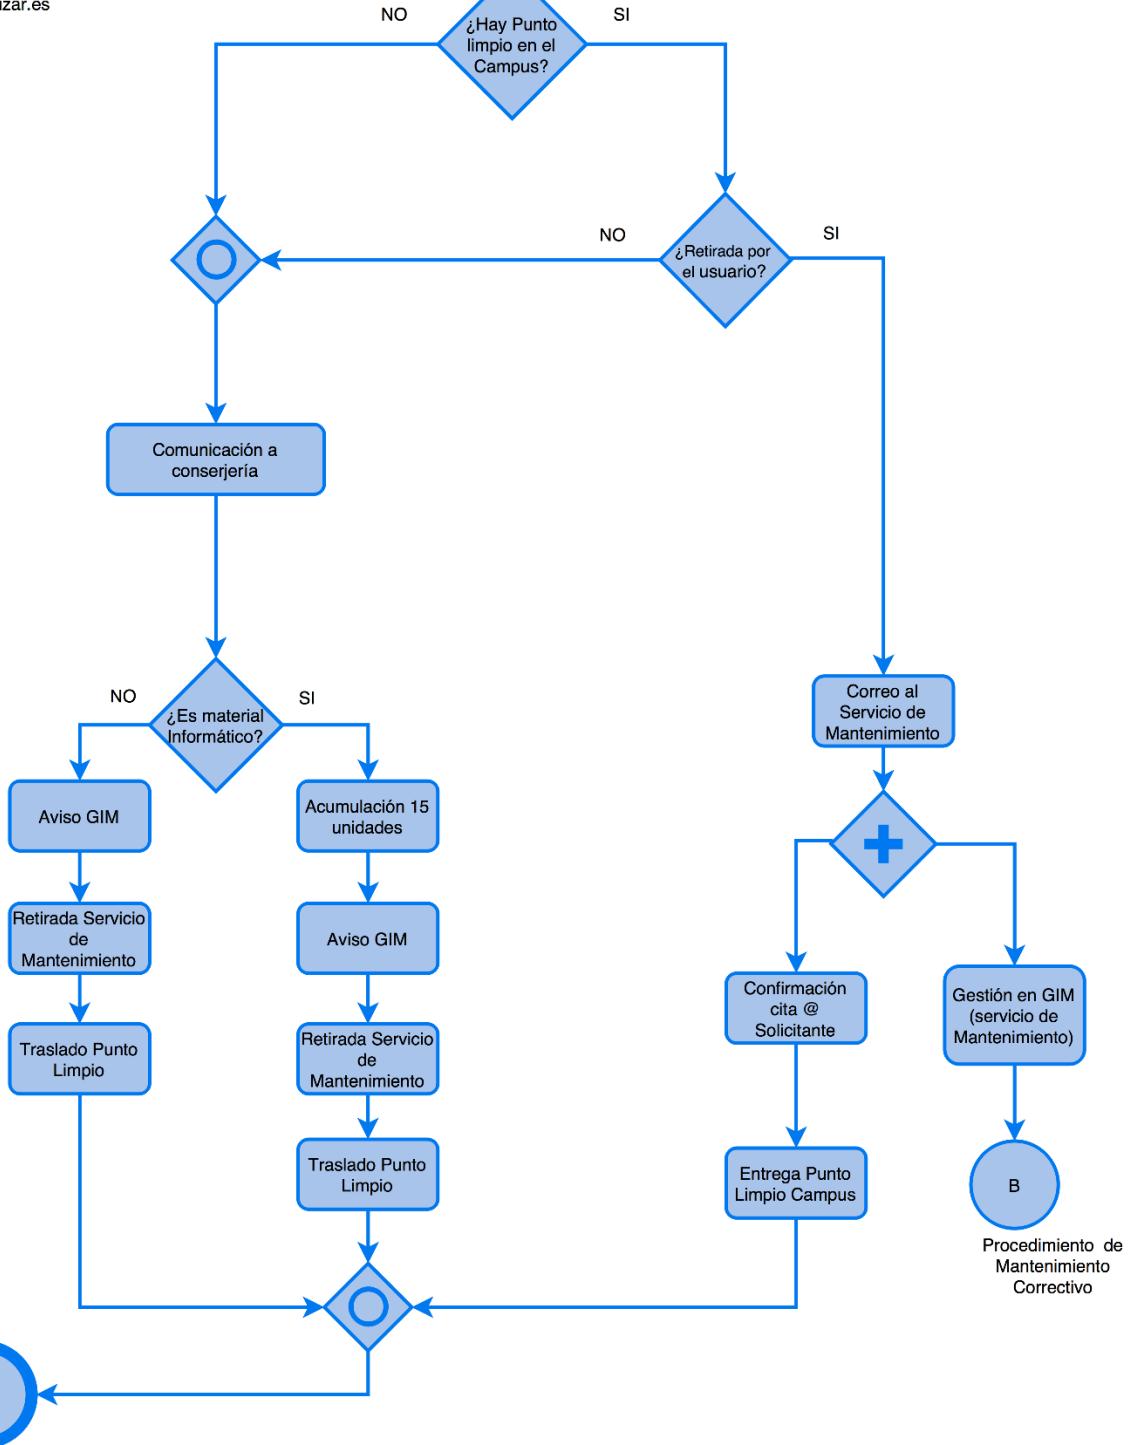 izar.es
NO
SI
¿Hay Punto
limpio en el
Campus?
NO
SI
¿Retirada por
el usuario?
Comunicación a
conserjería
NO
SI
¿Es material
Informático?
Correo al
Servicio de
Mantenimiento
Aviso GIM
Acumulación 15
unidades
Retirada Servicio
de
Mantenimiento
Aviso GIM
Confirmación
cita @
Solicitante
Gestión en GIM
(servicio de
Mantenimiento)
Traslado Punto
Limpio
Retirada Servicio
de
Mantenimiento
Traslado Punto
Limpio
Entrega Punto
Limpio Campus
B
Procedimiento de
Mantenimiento
Correctivo